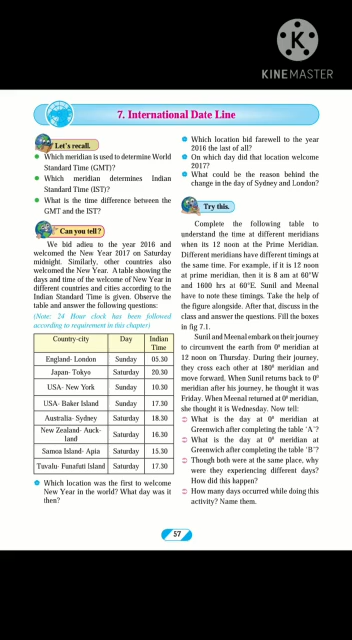 KINEMASTER
7. International Date Line
Let's recall.
Which meridian is used to determine World
Standard Time (GMT)?
Which meridian determines Indian
Standard Time (IST)?
What is the time difference between the
GMT and the IST?
Can you tell?
We bid adieu to the year 2016 and
welcomed the New Year 2017 on Saturday
midnight. Similarly, other countries also
welcomed the New Year. A table showing the
days and time of the welcome of New Year in
different countries and cities according to the
Indian Standard Time is given. Observe the
table and answer the following questions:
(Note: 24 Hour clock has been followed
according to requirement in this chapter)
Country-city Day Indian
Time
England- London Sunday 05.30
Japan- Tokyo Saturday 20.30
USA- New York Sunday 10.30
USA- Baker Island Sunday 17.30
Australia- Sydney Saturday 18.30
New Zealand- Auck-
land Saturday 16.30
Samoa Island- Apia Saturday 15.30
Tuvalu- Funafuti Island Saturday 17.30
Which location was the first to welcome
New Year in the world? What day was it
then?
Which location bid farewell to the year
2016 the last of all?
On which day did that location welcome
2017?
What could be the reason behind the
change in the day of Sydney and London?
Try this.
Complete the following table to
understand the time at different meridians
when its 12 noon at the Prime Meridian.
Different meridians have different timings at
the same time. For example, if it is 12 noon
at prime meridian, then it is 8 am at 60°W
and 1600 hrs at 60°E. Sunil and Meenal
have to note these timings. Take the help of
the figure alongside. After that, discuss in the
class and answer the questions. Fill the boxes
in fig 7.1.
Sunil and Meenal embark on their journey
to circumvent the earth from 0° meridian at
12 noon on Thursday. During their journey,
they cross each other at 180° meridian and
move forward. When Sunil returns back to 0°
meridian after his journey, he thought it was
Friday. When Meenal returned at 0° meridian,
she thought it is Wednesday. Now tell:
What is the day at 0° meridian at
Greenwich after completing the table ‘A’?
What is the day at 0° meridian at
Greenwich after completing the table ‘B’?
Though both were at the same place, why
were they experiencing different days?
How did this happen?
How many days occurred while doing this
activity? Name them.
57